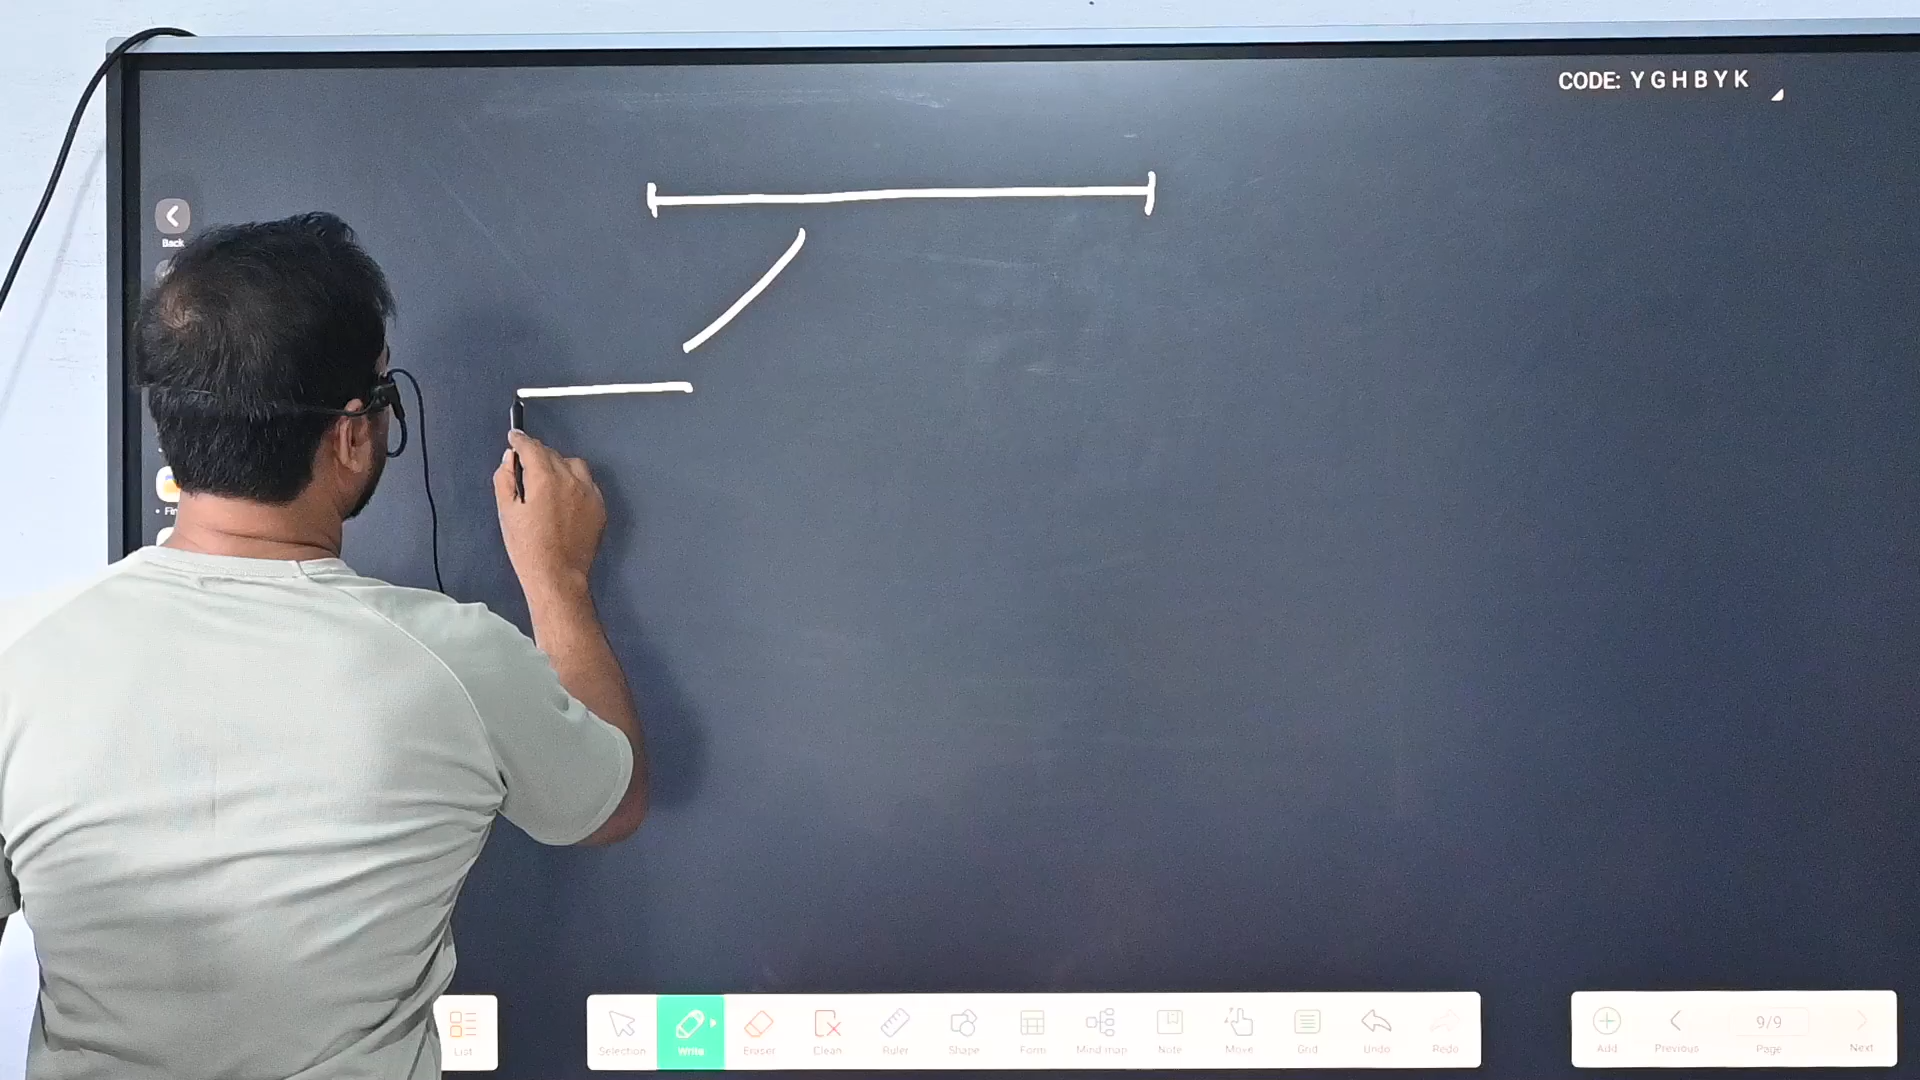 CODE: YGHBYK
Back
List
Selection
Write
Eraser
Clean
Ruler
Shape
Form
Mind map
Note
Move
Grid
Undo
Redo
Add
Previous
9/9
Page
Next